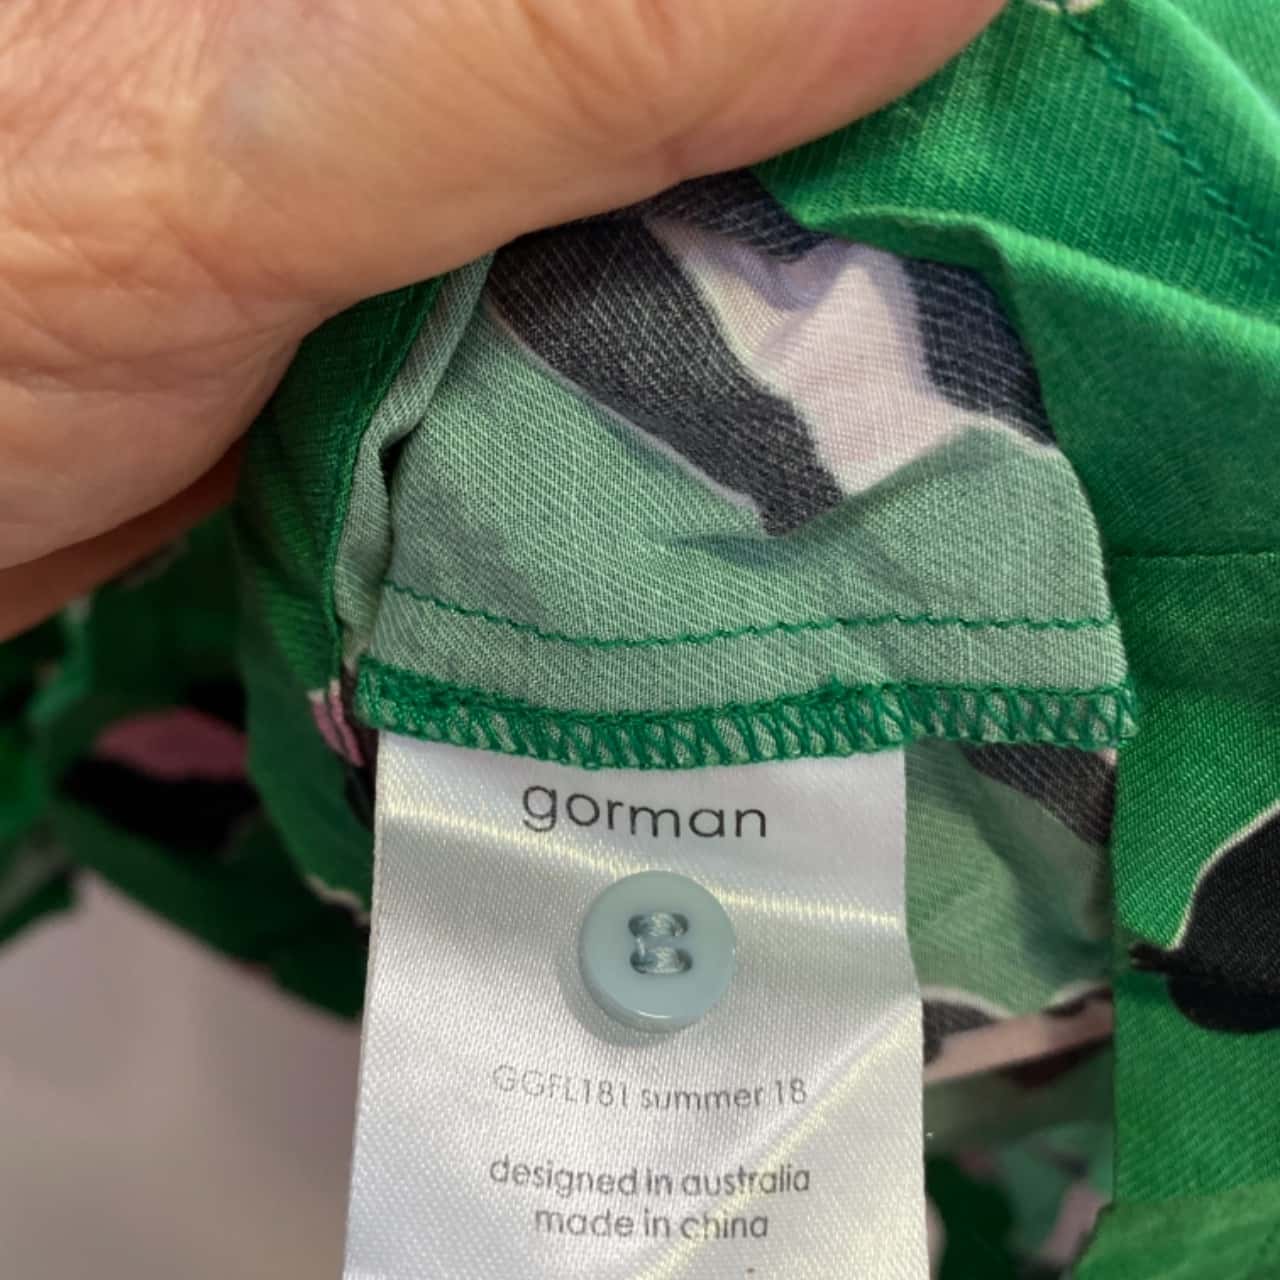 gorman
GGFL181 summer 18
designed in australia
made in china